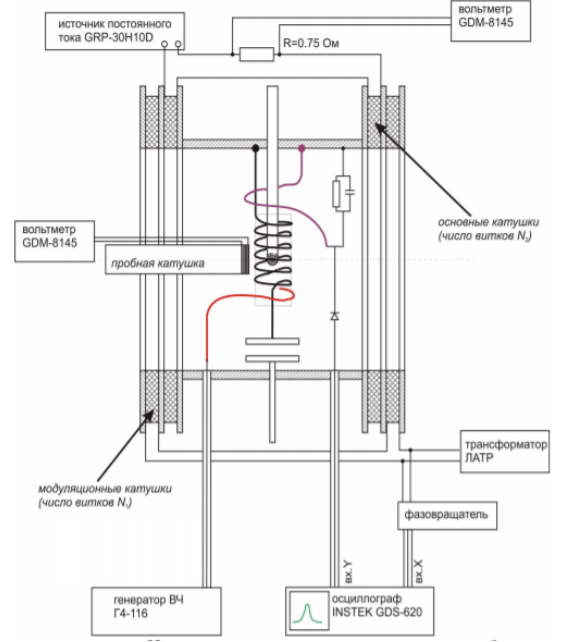 источник постоянного
тока GRP-30H10D
вольтметр
GDM-8145
R=0.75 Ом
основные катушки
(число витков N₀)
вольтметр
GDM-8145
пробная катушка
модуляционные катушки
(число витков N₁)
трансформатор
ЛАТР
фазовращатель
вх.Y
вх.X
генератор ВЧ
Г4-116
осциллограф
INSTEK GDS-620